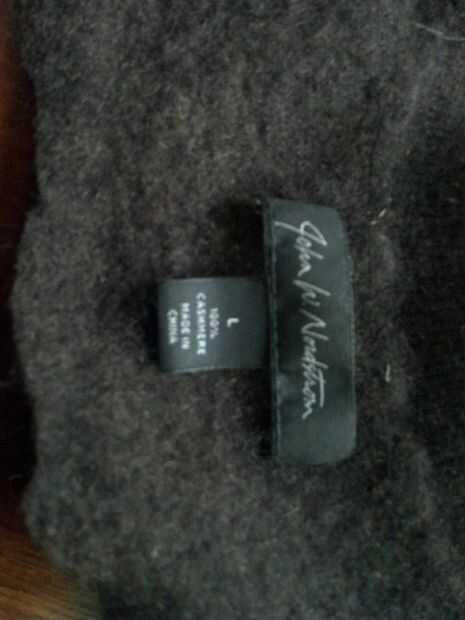 John W. Nordstrom
L
100%
CASHMERE
MADE IN
CHINA